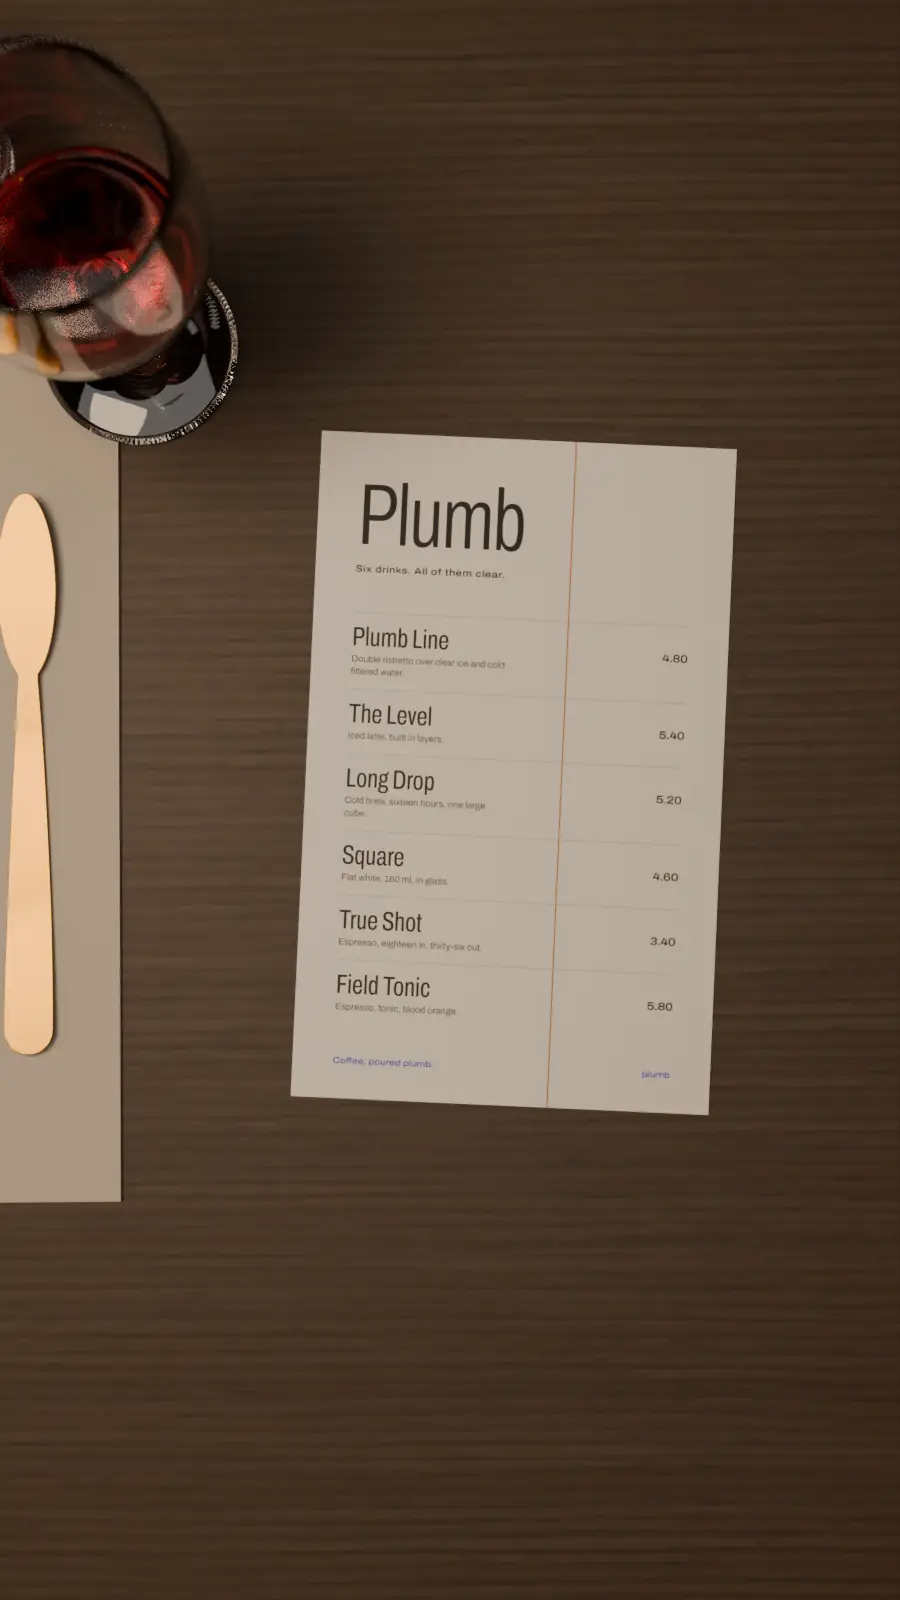 Plumb
Six drinks. All of them clear.
Plumb Line
4.80
Double ristretto over clear ice and cold
filtered water.
The Level
5.40
Iced latte, built in layers.
Long Drop
5.20
Cold brew, sixteen hours, one large
cube.
Square
4.60
Flat white, 160 ml, in glass.
True Shot
3.40
Espresso, eighteen in, thirty-six out.
Field Tonic
5.80
Espresso, tonic, blood orange.
Coffee, poured plumb.
plumb